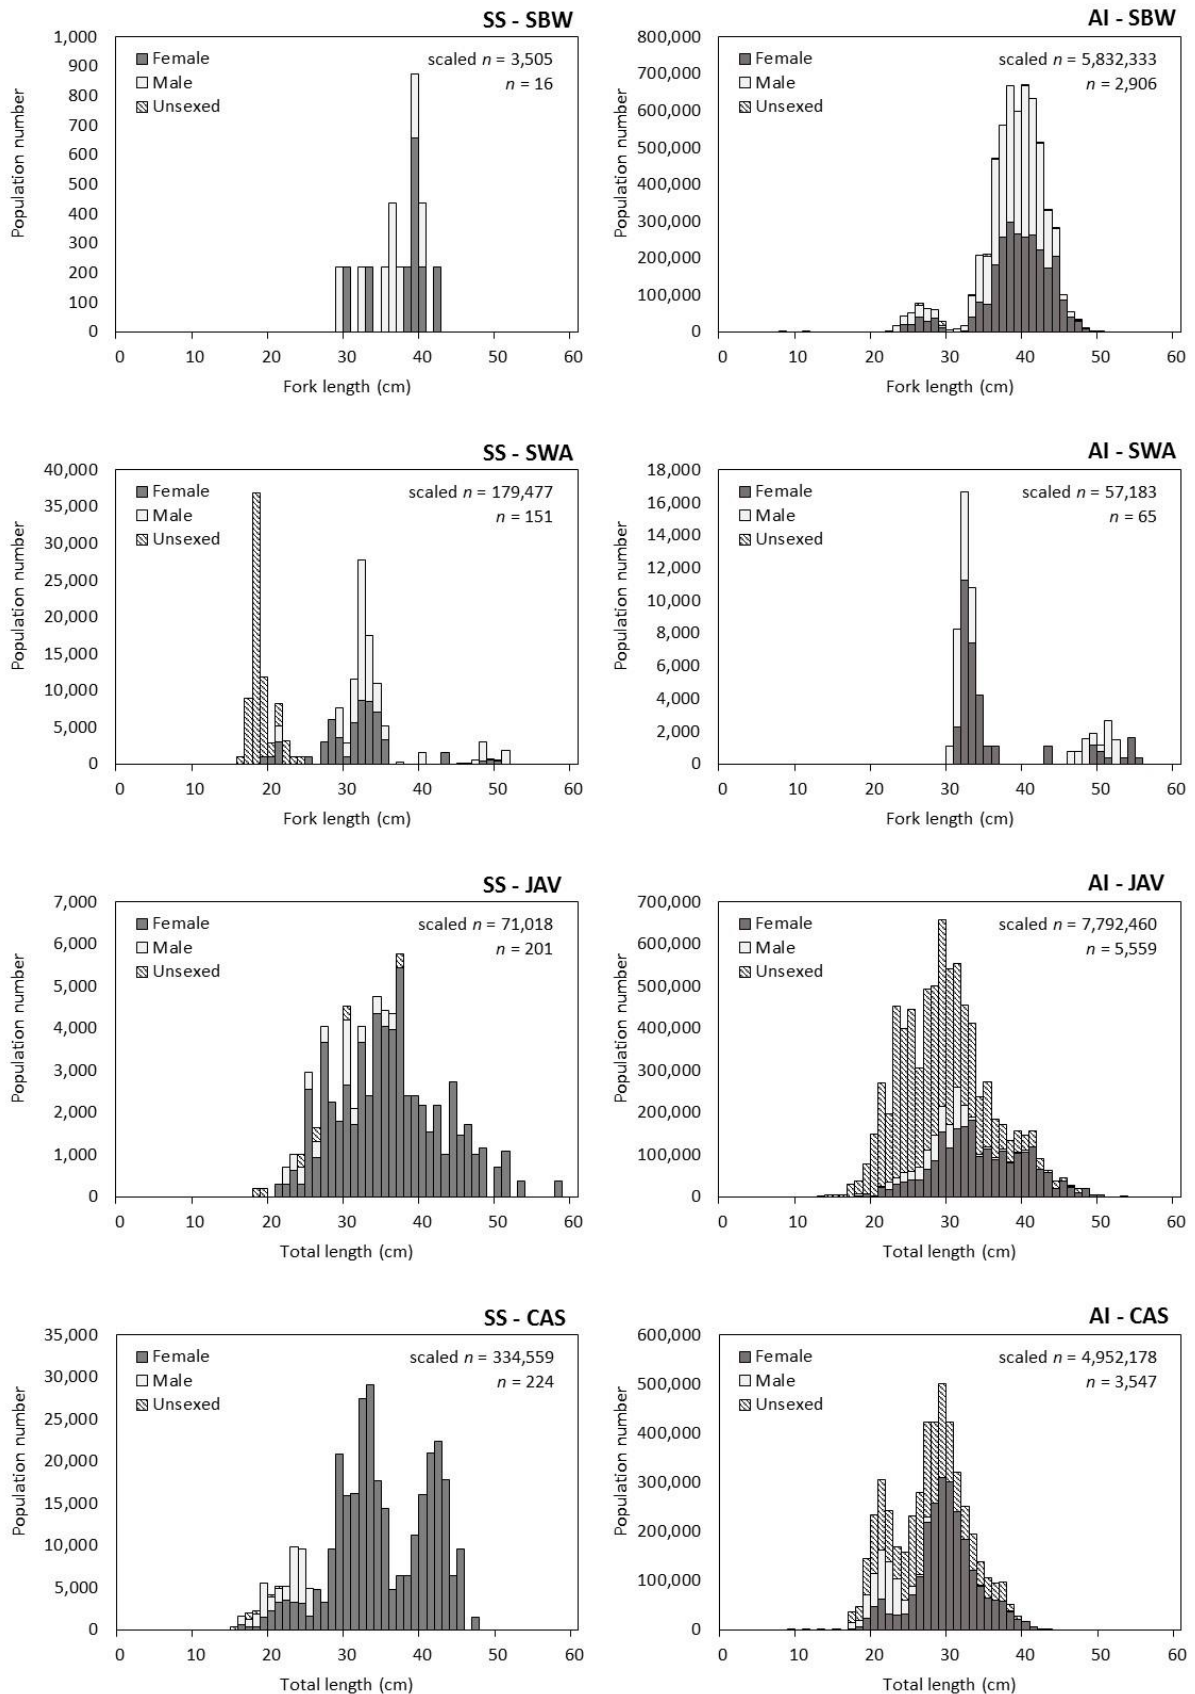 SS - SBW
1,000
900
800
700
600
500
400
300
200
100
0
Population number
Female
Male
Unsexed
scaled n = 3,505
n = 16
0 10 20 30 40 50 60
Fork length (cm)
AI - SBW
800,000
700,000
600,000
500,000
400,000
300,000
200,000
100,000
0
Population number
Female
Male
Unsexed
scaled n = 5,832,333
n = 2,906
0 10 20 30 40 50 60
Fork length (cm)
SS - SWA
40,000
35,000
30,000
25,000
20,000
15,000
10,000
5,000
0
Population number
Female
Male
Unsexed
scaled n = 179,477
n = 151
0 10 20 30 40 50 60
Fork length (cm)
AI - SWA
18,000
16,000
14,000
12,000
10,000
8,000
6,000
4,000
2,000
0
Population number
Female
Male
Unsexed
scaled n = 57,183
n = 65
0 10 20 30 40 50 60
Fork length (cm)
SS - JAV
7,000
6,000
5,000
4,000
3,000
2,000
1,000
0
Population number
Female
Male
Unsexed
scaled n = 71,018
n = 201
0 10 20 30 40 50 60
Total length (cm)
AI - JAV
700,000
600,000
500,000
400,000
300,000
200,000
100,000
0
Population number
Female
Male
Unsexed
scaled n = 7,792,460
n = 5,559
0 10 20 30 40 50 60
Total length (cm)
SS - CAS
35,000
30,000
25,000
20,000
15,000
10,000
5,000
0
Population number
Female
Male
Unsexed
scaled n = 334,559
n = 224
0 10 20 30 40 50 60
Total length (cm)
AI - CAS
600,000
500,000
400,000
300,000
200,000
100,000
0
Population number
Female
Male
Unsexed
scaled n = 4,952,178
n = 3,547
0 10 20 30 40 50 60
Total length (cm)